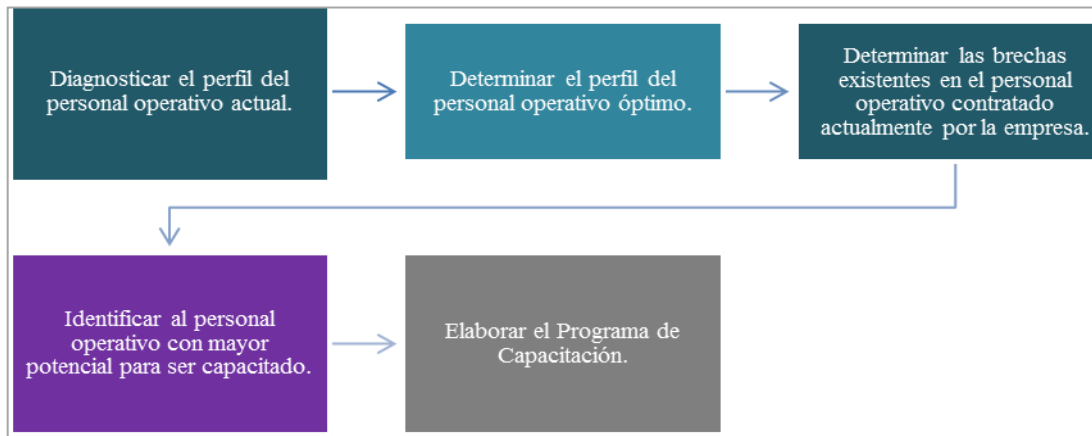 Diagnosticar el perfil del
personal operativo actual.
Determinar el perfil del
personal operativo óptimo.
Determinar las brechas
existentes en el personal
operativo contratado
actualmente por la empresa.
Identificar al personal
operativo con mayor
potencial para ser capacitado.
Elaborar el Programa de
Capacitación.